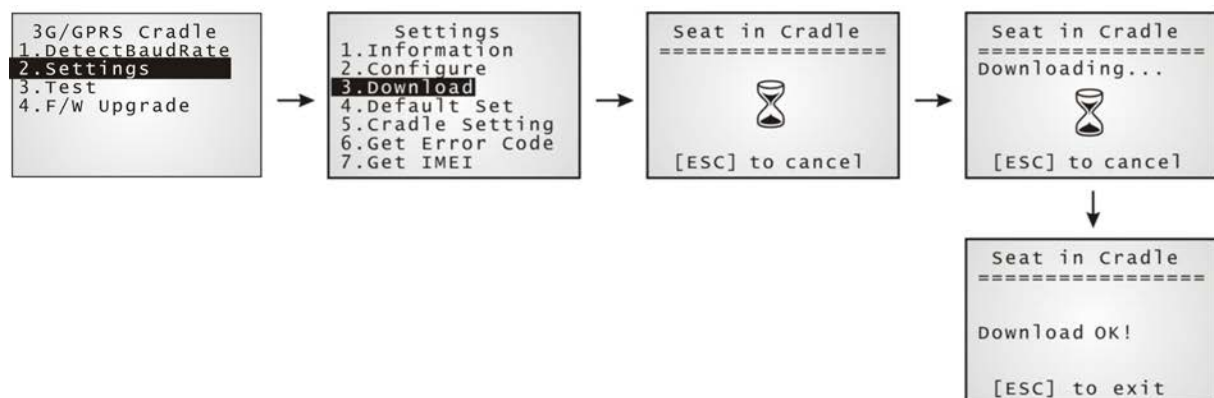 3G/GPRS Cradle
1.DetectBaudRate
2.Settings
3.Test
4.F/W Upgrade
Settings
1.Information
2.Configure
3.Download
4.Default Set
5.Cradle Setting
6.Get Error Code
7.Get IMEI
Seat in Cradle
=================
[ESC] to cancel
Seat in Cradle
=================
Downloading...
[ESC] to cancel
Seat in Cradle
=================
Download OK!
[ESC] to exit